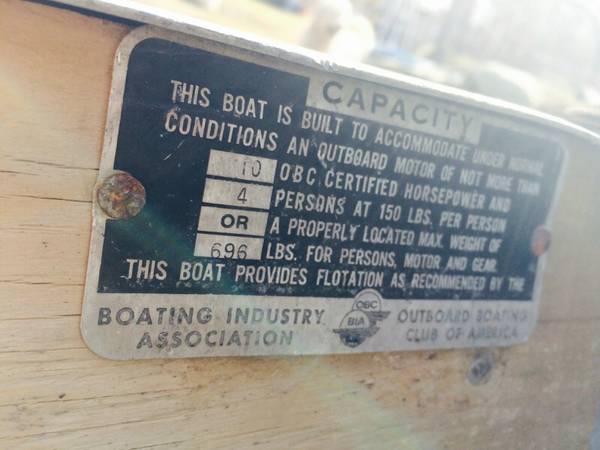 CAPACITY
THIS BOAT IS BUILT TO ACCOMMODATE UNDER NORMAL
CONDITIONS AN OUTBOARD MOTOR OF NOT MORE THAN
10 OBC CERTIFIED HORSEPOWER AND
4 PERSONS AT 150 LBS. PER PERSON
OR A PROPERLY LOCATED MAX. WEIGHT OF
696 LBS. FOR PERSONS, MOTOR AND GEAR.
THIS BOAT PROVIDES FLOTATION AS RECOMMENDED BY THE
BOATING INDUSTRY
ASSOCIATION
OBC
BIA
OUTBOARD BOATING
CLUB OF AMERICA